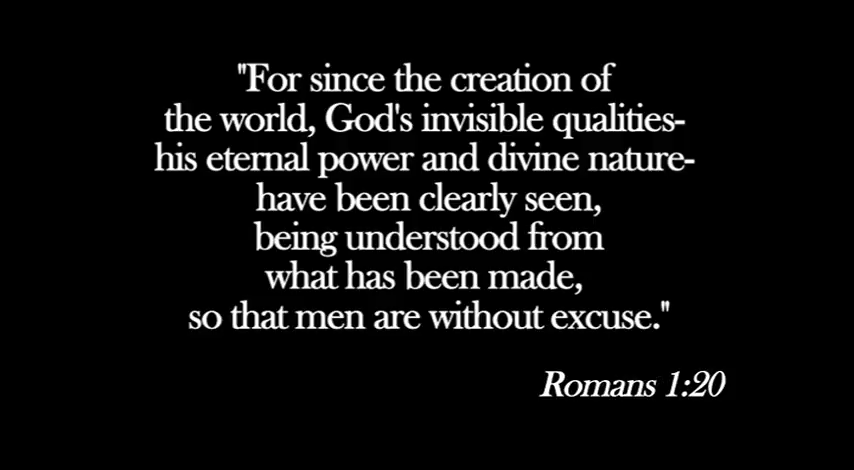 "For since the creation of
the world, God's invisible qualities-
his eternal power and divine nature-
have been clearly seen,
being understood from
what has been made,
so that men are without excuse."
Romans 1:20